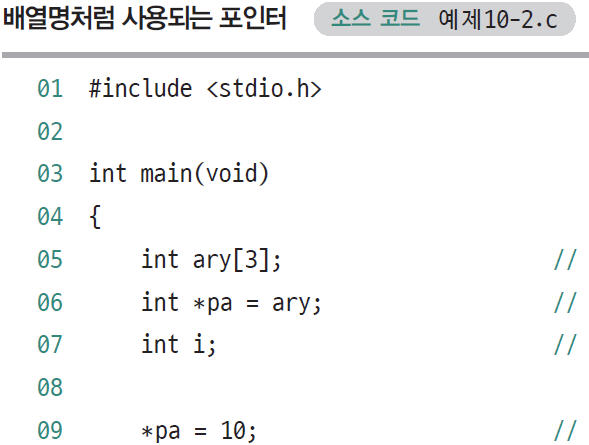 배열명처럼 사용되는 포인터 소스 코드 예제10-2.c
01 #include <stdio.h>
02
03 int main(void)
04 {
05 int ary[3]; //
06 int *pa = ary; //
07 int i; //
08
09 *pa = 10; //